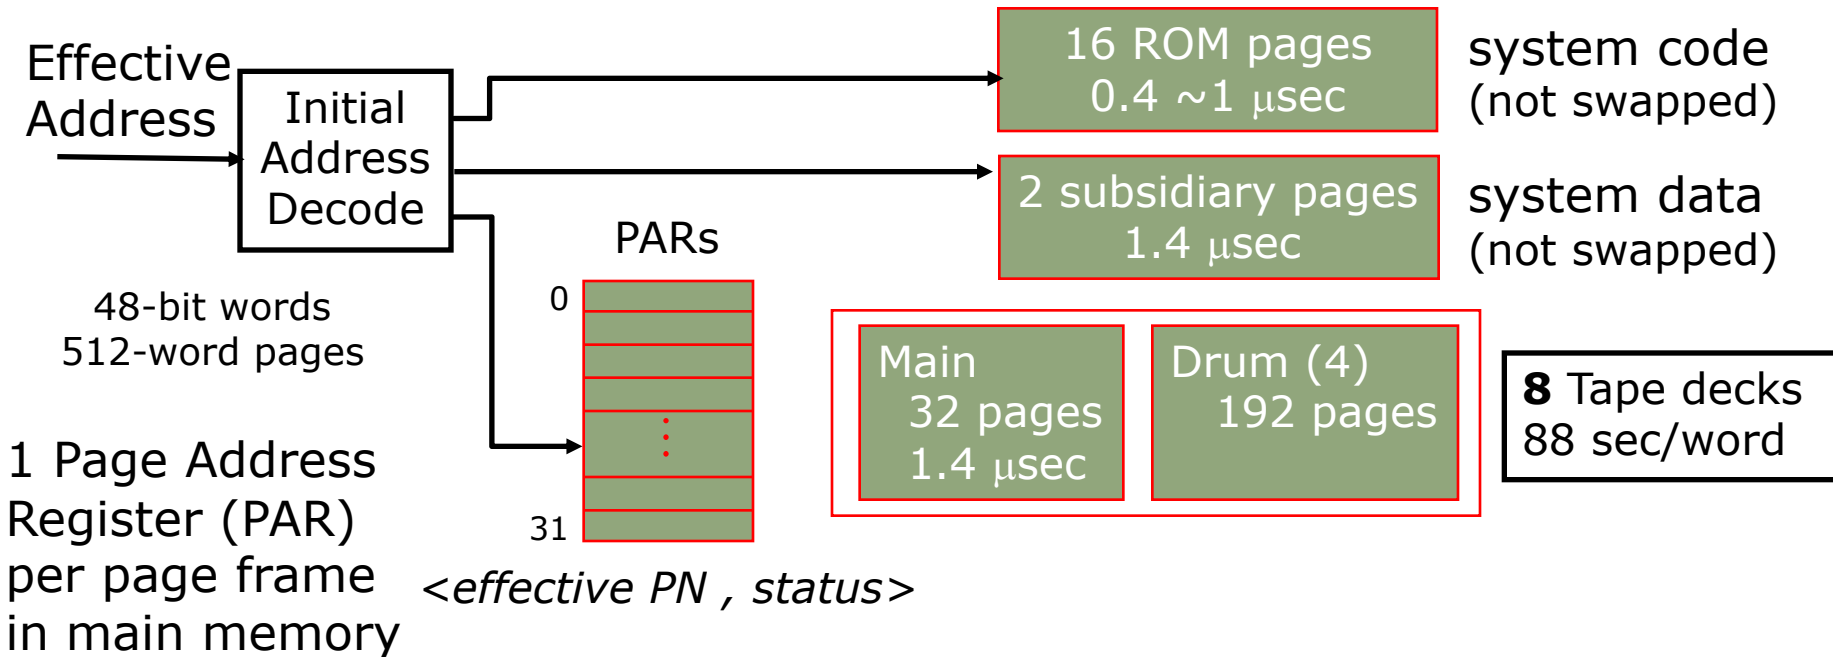 Effective
Address
Initial
Address
Decode
16 ROM pages
0.4 ~1 μsec
system code
(not swapped)
2 subsidiary pages
1.4 μsec
system data
(not swapped)
48-bit words
512-word pages
PARs
0
⋮
31
<effective PN , status>
Main
32 pages
1.4 μsec
Drum (4)
192 pages
8 Tape decks
88 sec/word
1 Page Address
Register (PAR)
per page frame
in main memory